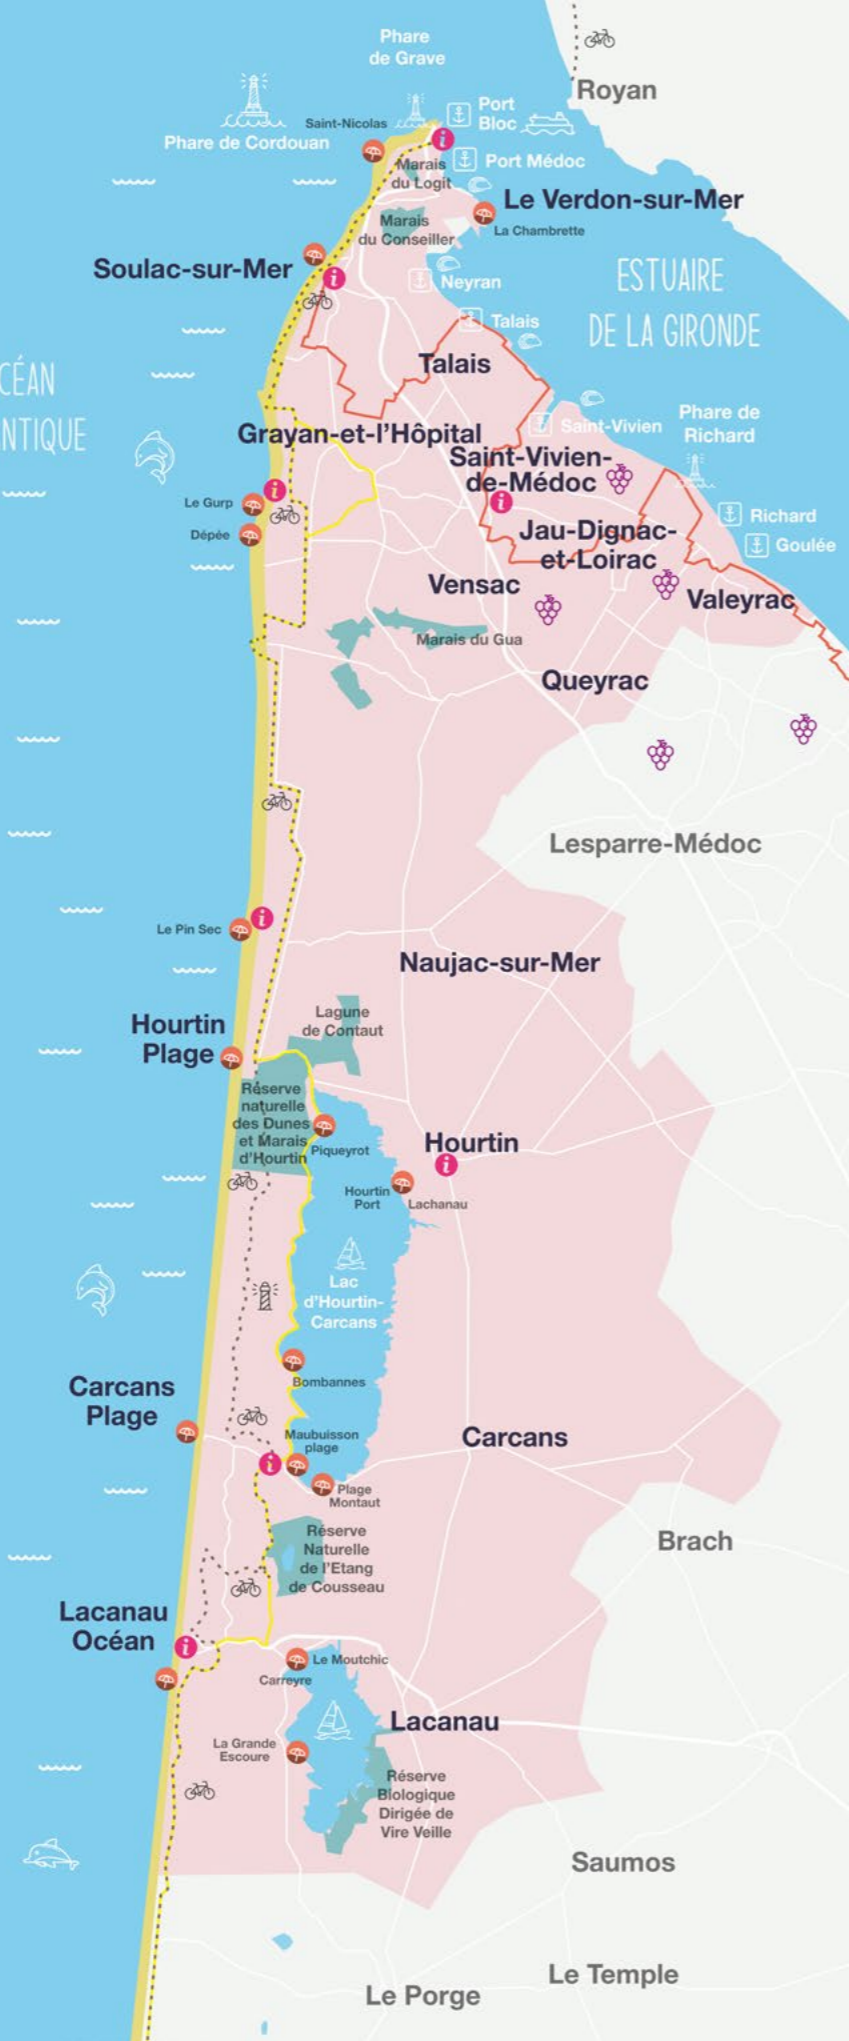 Phare
de Grave
Royan
Port
Bloc
Saint-Nicolas
Phare de Cordouan
Port Médoc
Marais
du Logit
Le Verdon-sur-Mer
Marais
du Conseiller
La Chambrette
Soulac-sur-Mer
ESTUAIRE
DE LA GIRONDE
Neyran
Talais
Talais
CÉAN
NTIQUE
Grayan-et-l'Hôpital
Saint-Vivien
Phare de
Richard
Saint-Vivien-
de-Médoc
Le Gurp
Dépée
Richard
Goulée
Jau-Dignac-
et-Loirac
Vensac
Valeyrac
Marais du Gua
Queyrac
Lesparre-Médoc
Le Pin Sec
Naujac-sur-Mer
Hourtin
Plage
Lagune
de Contaut
Réserve
naturelle
des Dunes
et Marais
d'Hourtin
Piqueyrot
Hourtin
Hourtin
Port
Lachanau
Lac
d'Hourtin-
Carcans
Bombannes
Carcans
Plage
Maubuisson
plage
Carcans
Plage
Montaut
Réserve
Naturelle
de l'Etang
de Cousseau
Brach
Lacanau
Océan
Le Moutchic
Carreyre
Lacanau
La Grande
Escoure
Réserve
Biologique
Dirigée de
Vire Veille
Saumos
Le Temple
Le Porge